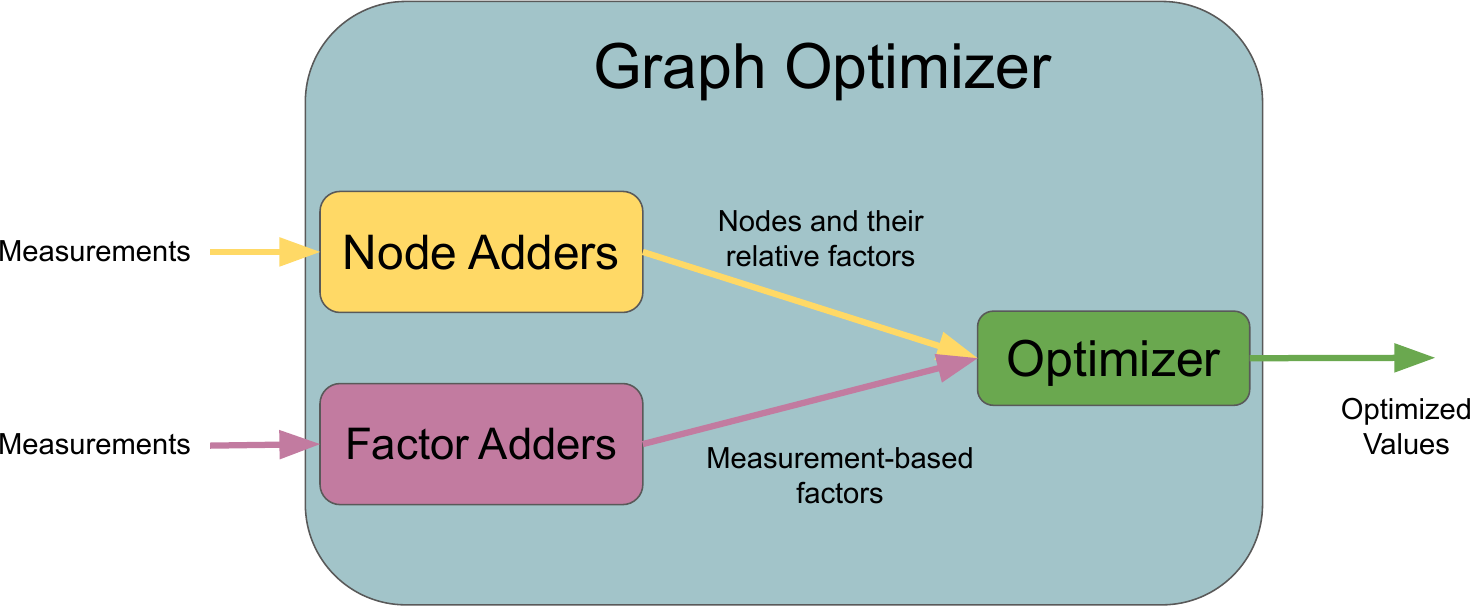 Graph Optimizer
Measurements
Node Adders
Nodes and their
relative factors
Optimizer
Optimized
Values
Measurements
Factor Adders
Measurement-based
factors